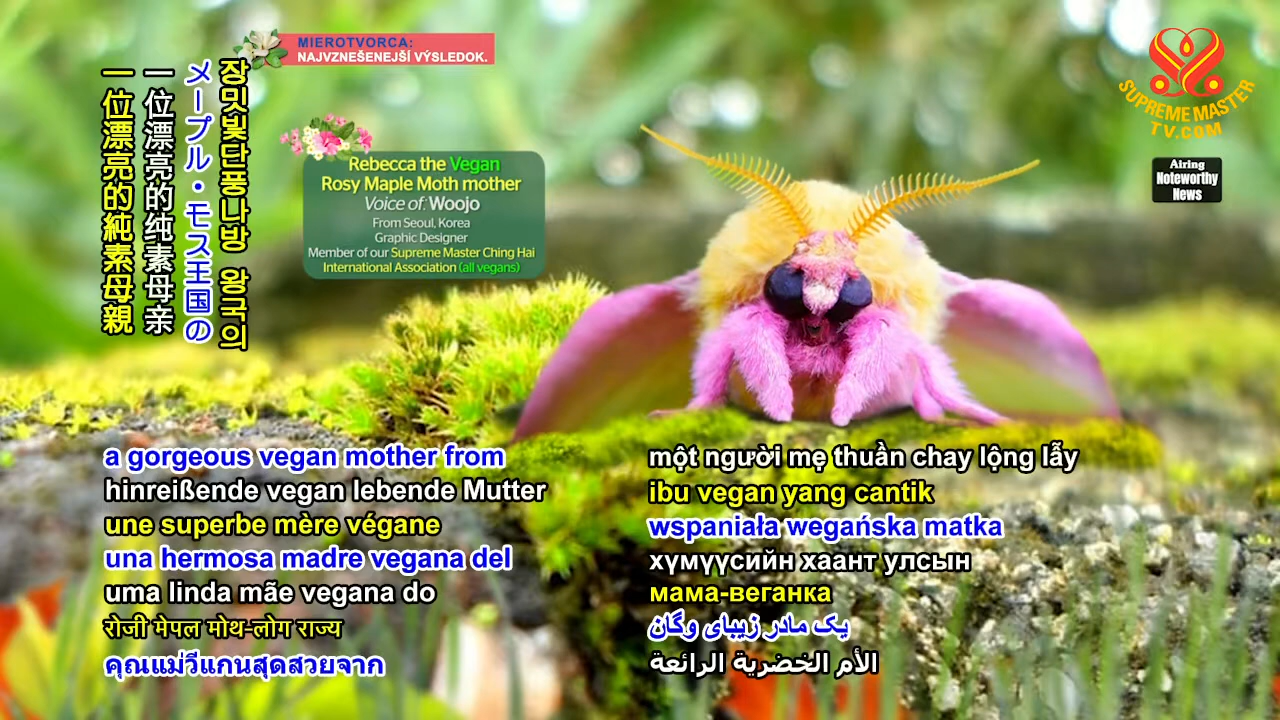 MIEROTVORCA:
NAJVZNEŠENEJŠÍ VÝSLEDOK.
一位漂亮的純素母親
一位漂亮的纯素母亲
メープル・モス王国の
장밋빛단풍나방 왕국의
SUPREME MASTER
TV.COM
Airing
Noteworthy
News
Rebecca the Vegan
Rosy Maple Moth mother
Voice of: Woojo
From Seoul, Korea
Graphic Designer
Member of our Supreme Master Ching Hai
International Association (all vegans)
a gorgeous vegan mother from
hinreißende vegan lebende Mutter
une superbe mère végane
una hermosa madre vegana del
uma linda mãe vegana do
रोजी मेपल मोथ-लोग राज्य
คุณแม่วีแกนสุดสวยจาก
một người mẹ thuần chay lộng lẫy
ibu vegan yang cantik
wspaniała wegańska matka
хүмүүсийн хаант улсын
мама-веганка
یک مادر زیبای وگان
الأم الخضرية الرائعة